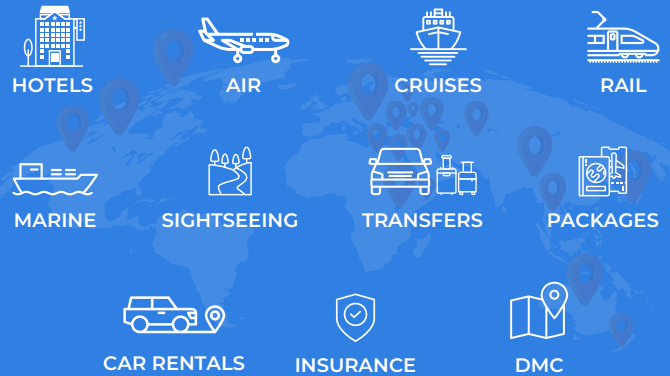 HOTELS
AIR
CRUISES
RAIL
MARINE
SIGHTSEEING
TRANSFERS
PACKAGES
CAR RENTALS
INSURANCE
DMC